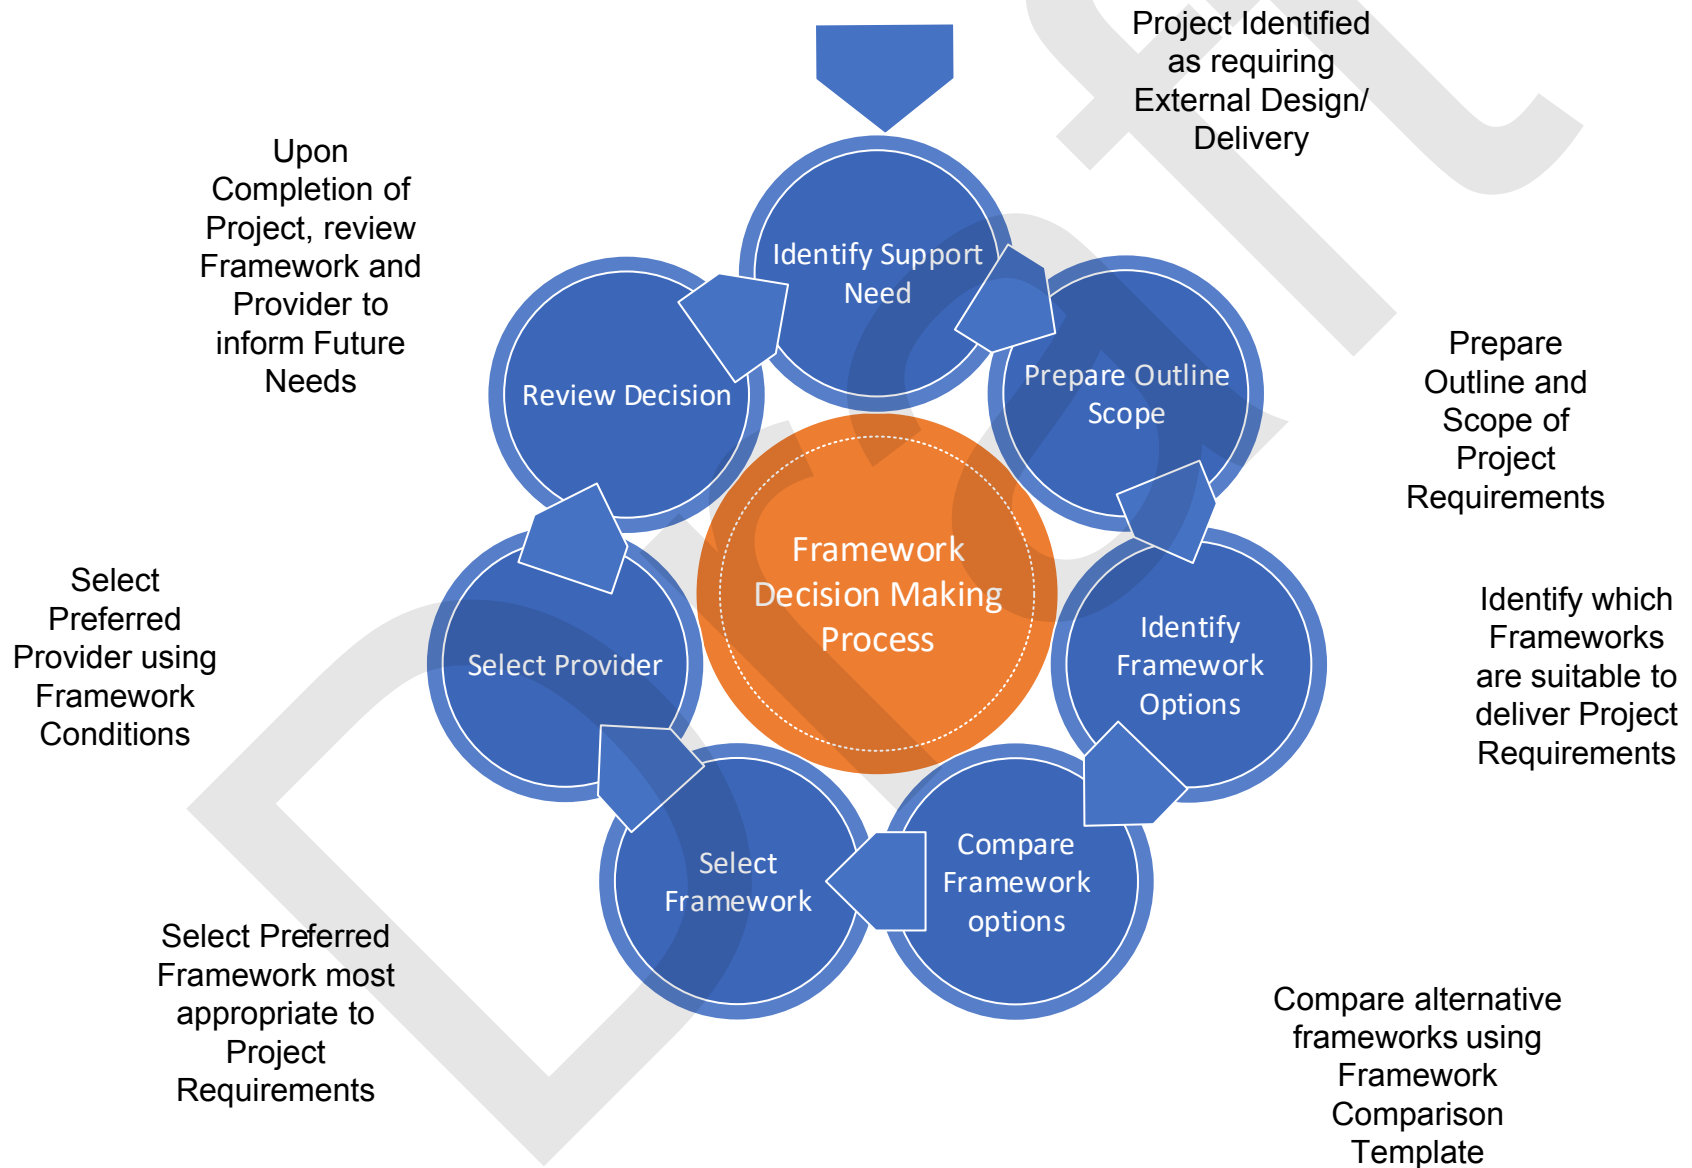 Project Identified
as requiring
External Design/
Delivery
Upon
Completion of
Project, review
Framework and
Provider to
inform Future
Needs
Identify Support
Need
Prepare Outline
Scope
Review Decision
Prepare
Outline and
Scope of
Project
Requirements
Framework
Decision Making
Process
Select
Preferred
Provider using
Framework
Conditions
Select Provider
Identify
Framework
Options
Identify which
Frameworks
are suitable to
deliver Project
Requirements
Select
Framework
Compare
Framework
options
Select Preferred
Framework most
appropriate to
Project
Requirements
Compare alternative
frameworks using
Framework
Comparison
Template
Draft